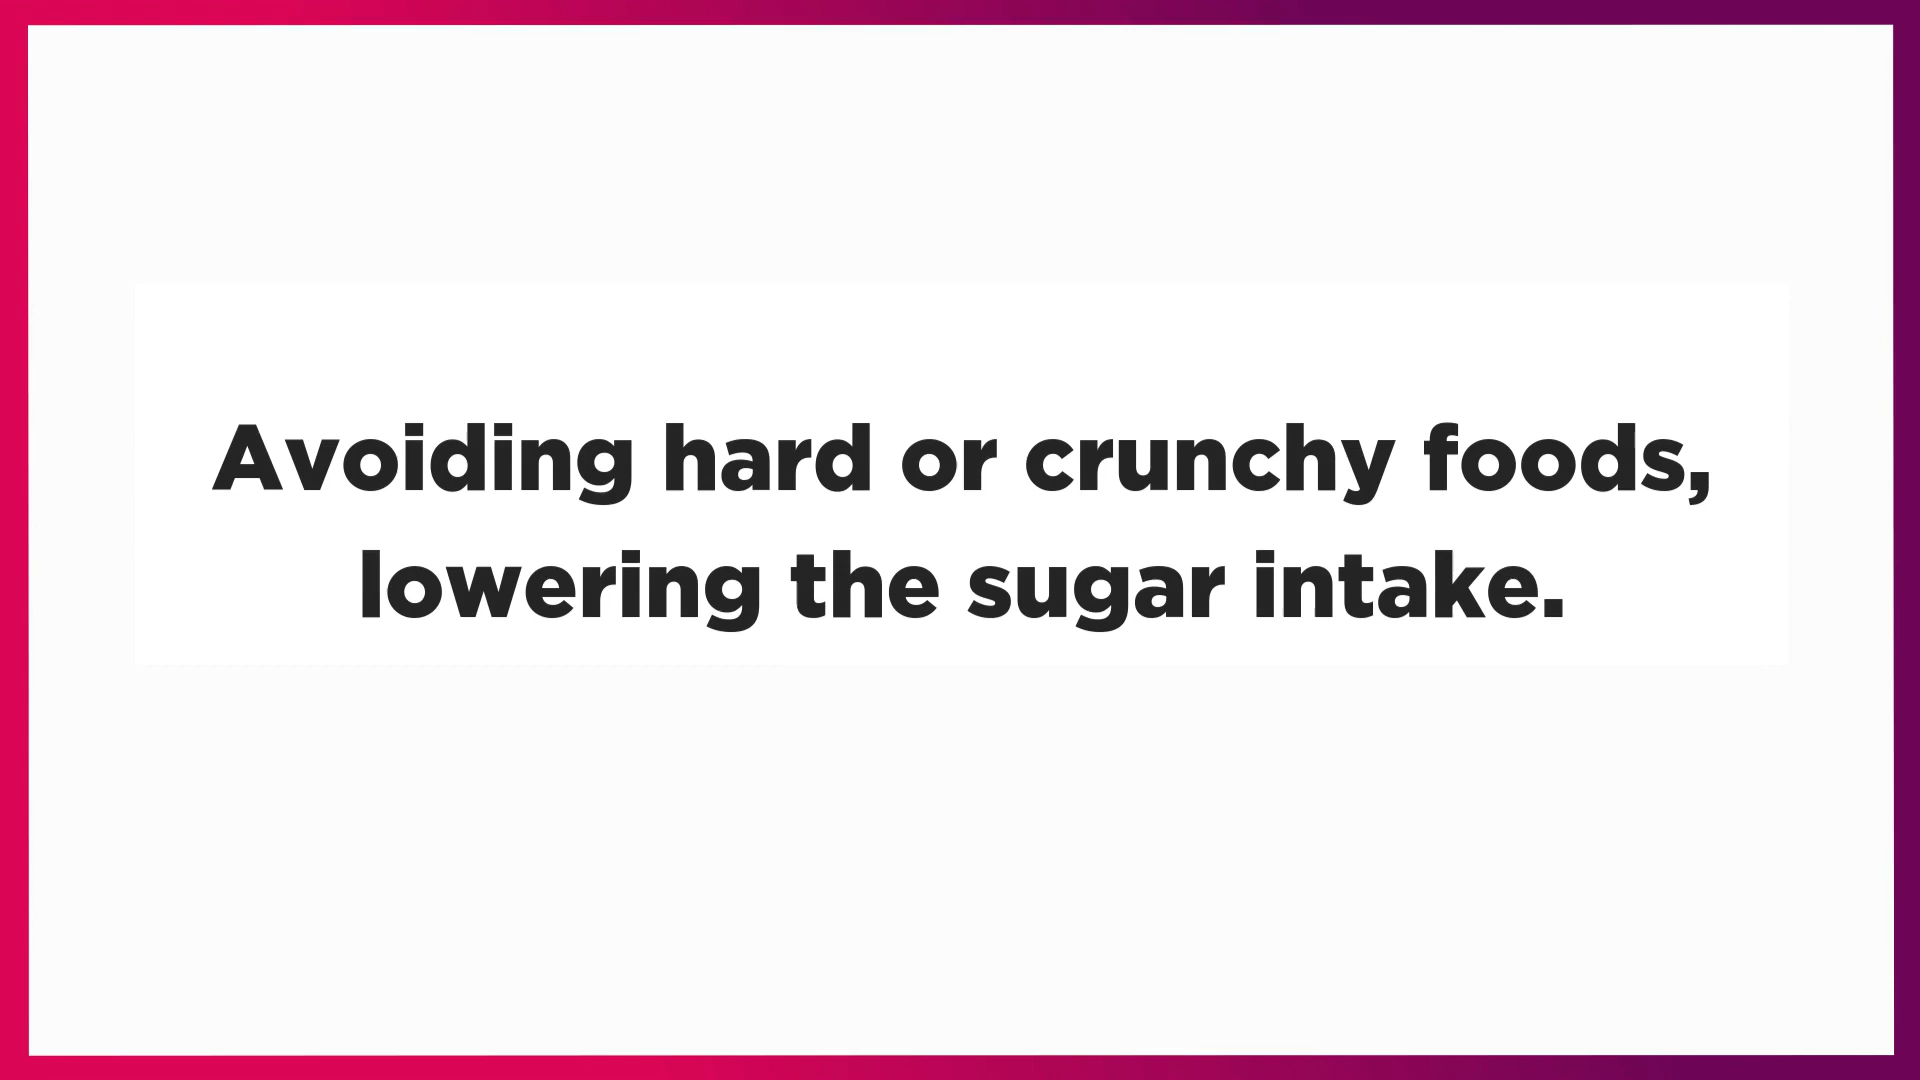 Avoiding hard or crunchy foods,
lowering the sugar intake.